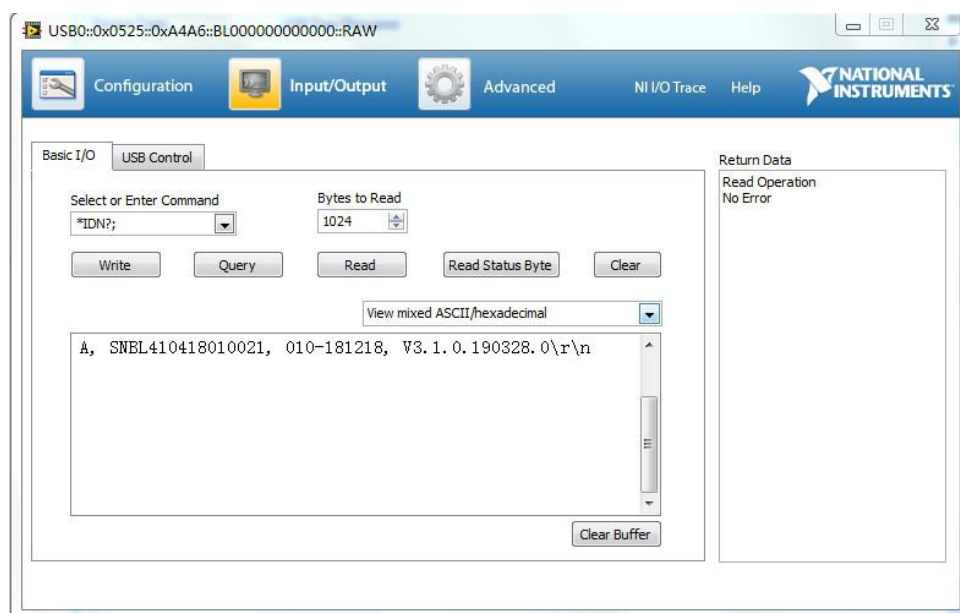 USB0::0x0525::0xA4A6::BL000000000000::RAW
Configuration
Input/Output
Advanced
NI I/O Trace
Help
NATIONAL
INSTRUMENTS
Basic I/O
USB Control
Select or Enter Command
*IDN?;
Bytes to Read
1024
Write
Query
Read
Read Status Byte
Clear
View mixed ASCII/hexadecimal
A, SNBL410418010021, 010-181218, V3.1.0.190328.0\r\n
Clear Buffer
Return Data
Read Operation
No Error